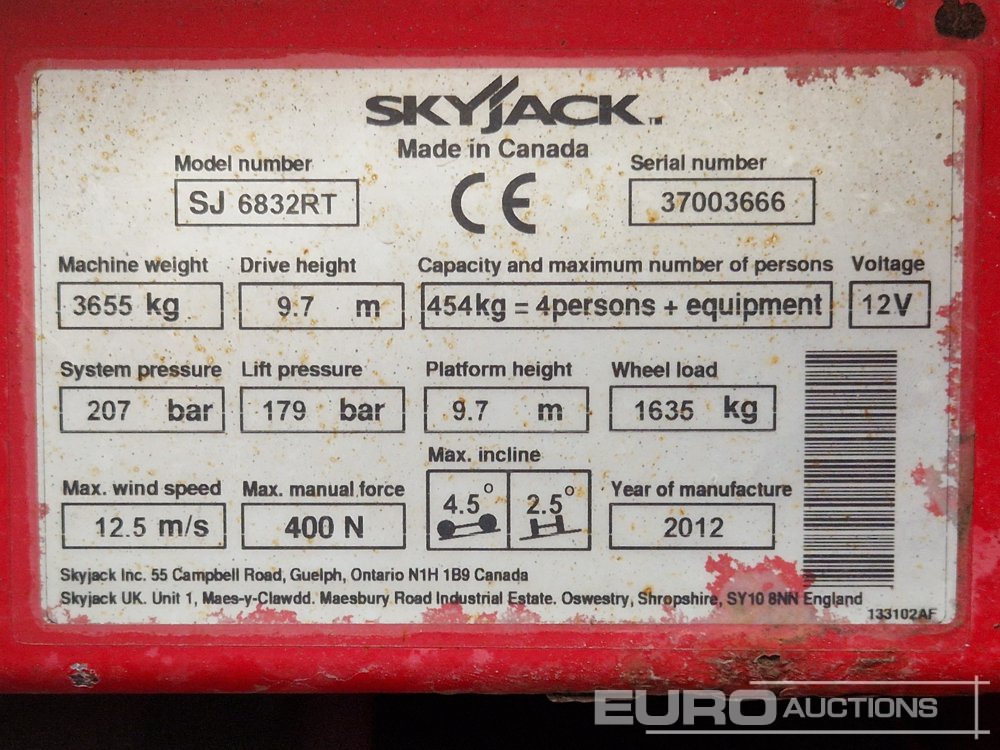 SKYJACK™
Made in Canada
Model number
Serial number
SJ 6832RT
CE
37003666
Machine weight Drive height Capacity and maximum number of persons Voltage
3655 kg 9.7 m 454kg = 4persons + equipment 12V
System pressure Lift pressure Platform height Wheel load
207 bar 179 bar 9.7 m 1635 kg
Max. incline
Max. wind speed Max. manual force 4.5° 2.5° Year of manufacture
12.5 m/s 400 N 2012
Skyjack Inc. 55 Campbell Road, Guelph, Ontario N1H 1B9 Canada
Skyjack UK. Unit 1, Maes-y-Clawdd. Maesbury Road Industrial Estate. Oswestry, Shropshire, SY10 8NN England
133102AF
EURO AUCTIONS